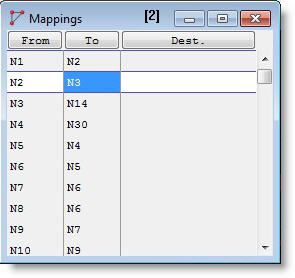 Mappings [2]
From To Dest.
N1 N2
N2 N3
N3 N14
N4 N30
N5 N4
N6 N5
N7 N6
N8 N6
N9 N7
N10 N9